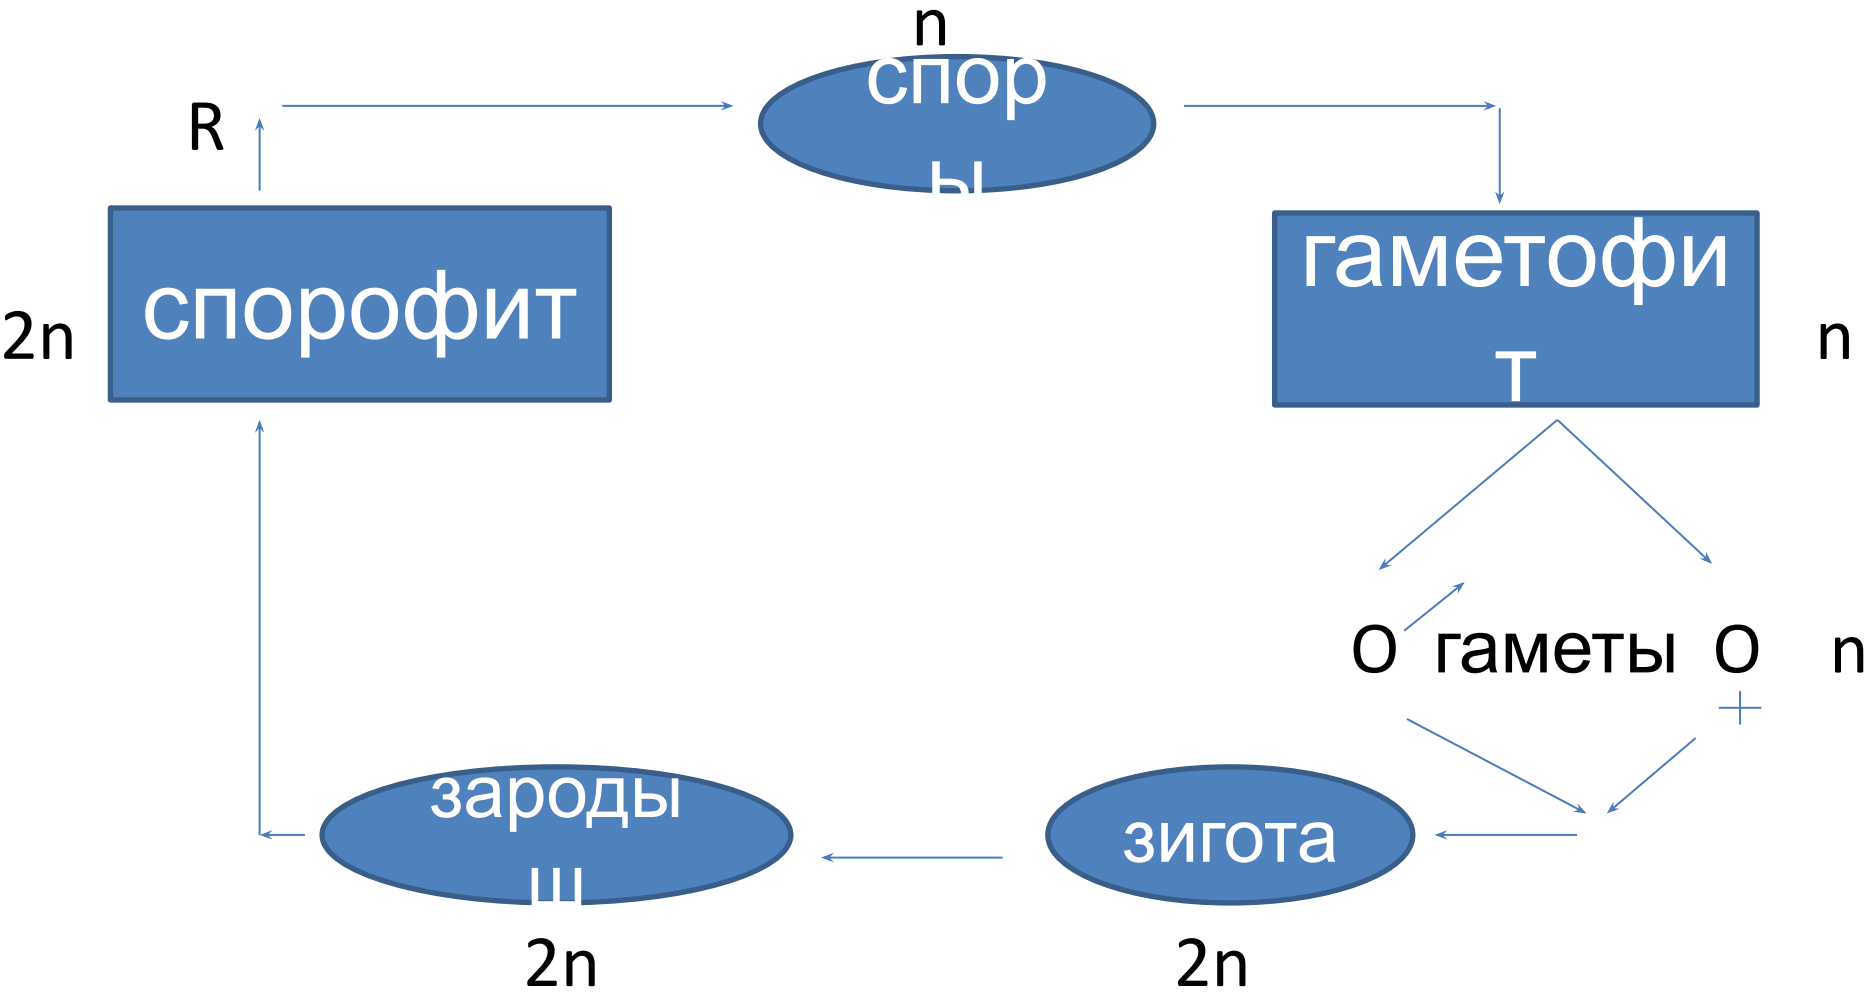 n
спор
ы
R
спорофит
гаметофи
т
2n
n
О гаметы О n
зароды
ш
зигота
2n
2n